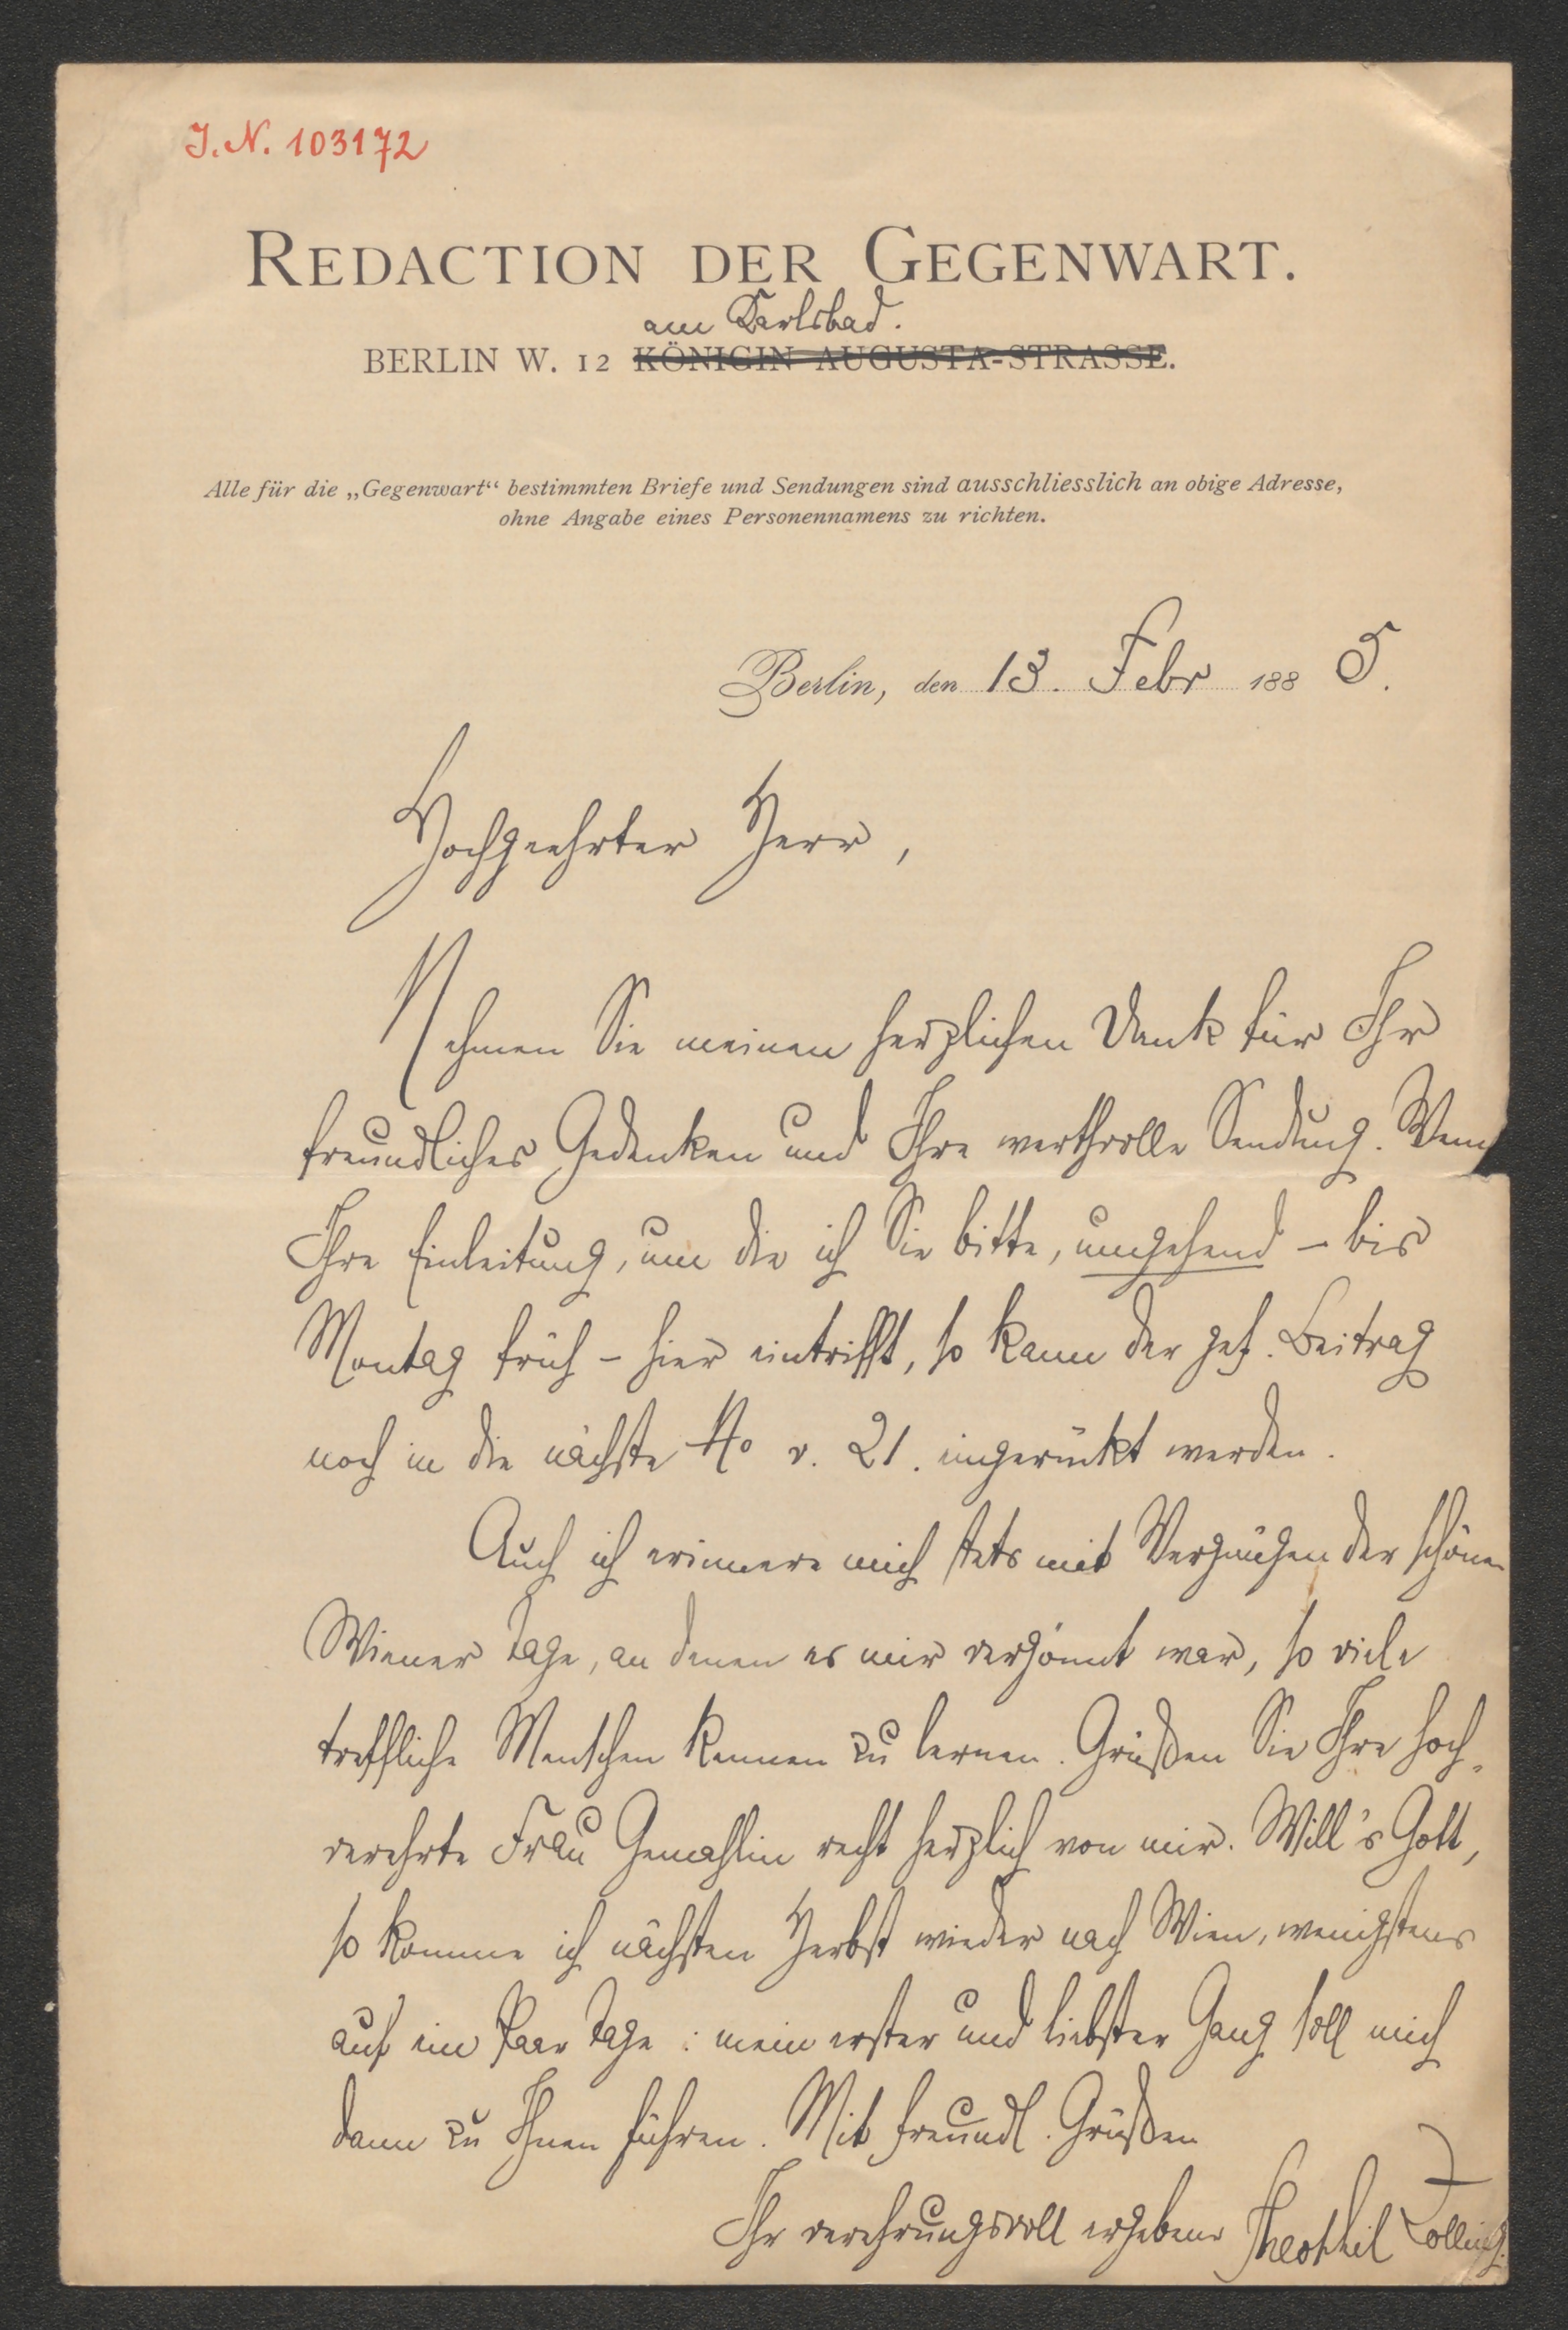 J. N. 103172
REDACTION DER GEGENWART.
am Karlsbad.
BERLIN W. 12 KÖNIGIN AUGUSTA-STRASSE.
Alle für die „Gegenwart“ bestimmten Briefe und Sendungen sind ausschliesslich an obige Adresse,
ohne Angabe eines Personennamens zu richten.
Berlin, den 13. Febr 1885.
Hochgeehrter Herr,
Nehmen Sie meinen herzlichen Dank für Ihr
freundliches Gedenken und Ihre werthvolle Sendung. Wenn
Ihre Einleitung, um die ich Sie bitte, umgehend – bis
Montag früh – hier eintrifft, so kann der gef. Beitrag
noch in die nächste No v. 21. eingerückt werden.
Auch ich erinnere mich stets mit Vergnügen der schönen
Wiener Tage, an denen es mir vergönnt war, so viele
treffliche Menschen kennen zu lernen. Grüßen Sie Ihre hoch-
verehrte Frau Gemahlin recht herzlich von mir. Will's Gott,
so komme ich nächsten Herbst wieder nach Wien, wenigstens
auf ein Paar Tage: mein erster und liebster Gang soll mich
dann zu Ihnen führen. Mit freundl. Grüßen
Ihr verehrungsvoll ergebener Theophil Zolling.